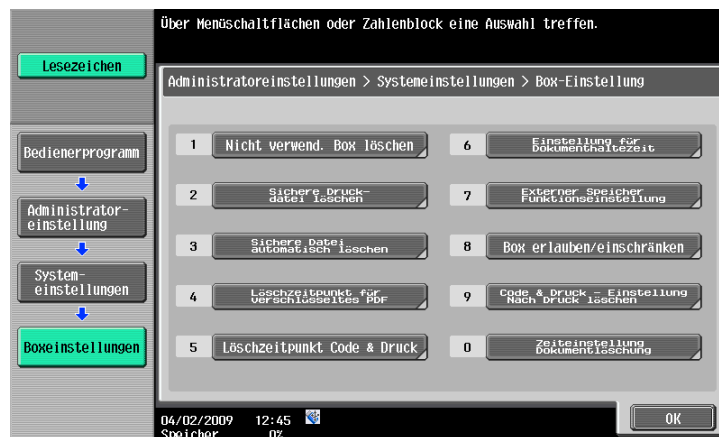 Über Menüschaltflächen oder Zahlenblock eine Auswahl treffen.
Lesezeichen
Administratoreinstellungen > Systemeinstellungen > Box-Einstellung
Bedienerprogramm
Administrator-
einstellung
System-
einstellungen
Boxeinstellungen
1 Nicht verwend. Box löschen
2 Sichere Druck-
datei löschen
3 Sichere Datei
automatisch löschen
4 Löschzeitpunkt für
verschlüsseltes PDF
5 Löschzeitpunkt Code & Druck
6 Einstellung für
Dokumenthaltezeit
7 Externer Speicher
Funktionseinstellung
8 Box erlauben/einschränken
9 Code & Druck - Einstellung
Nach Druck löschen
0 Zeiteinstellung
Dokumentlöschung
04/02/2009 12:45
Speicher 0%
OK